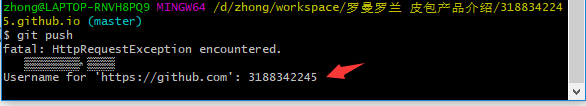 zhong@LAPTOP-RNVH8PQ9 MINGW64 /d/zhong/workspace/罗曼罗兰 皮包产品介绍/318834224
5.github.io (master)
$ git push
fatal: HttpRequestException encountered.
Username for 'https://github.com': 3188342245